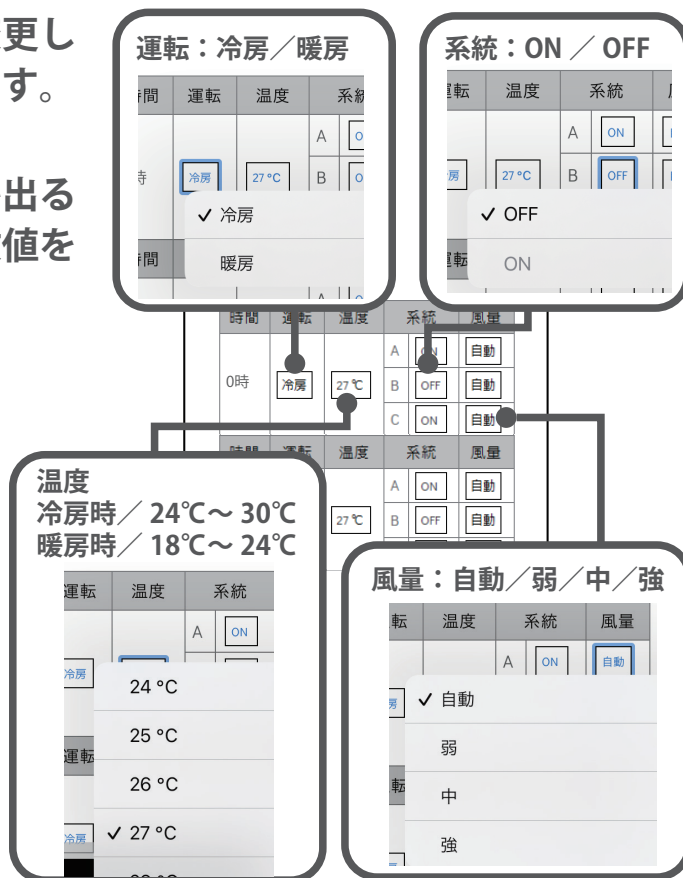 更し
す。
出る
値を
運転：冷房／暖房
間 運転 温度 系統
A
時 冷房 27 °C B
✓ 冷房
間
暖房
系統：ON ／ OFF
運転 温度 系統
A ON
房 27 °C B OFF
✓ OFF
運転
ON
時間 運転 温度 系統 風量
A ON 自動
0時 冷房 27 ℃ B OFF 自動
C ON 自動
時間 運転 温度 系統 風量
A ON 自動
27 ℃ B OFF 自動
温度
冷房時／ 24℃～ 30℃
暖房時／ 18℃～ 24℃
運転 温度 系統
A ON
冷房
24 °C
25 °C
運転
26 °C
冷房 ✓ 27 °C
風量：自動／弱／中／強
転 温度 系統 風量
A ON 自動
房 ✓ 自動
弱
転
中
強